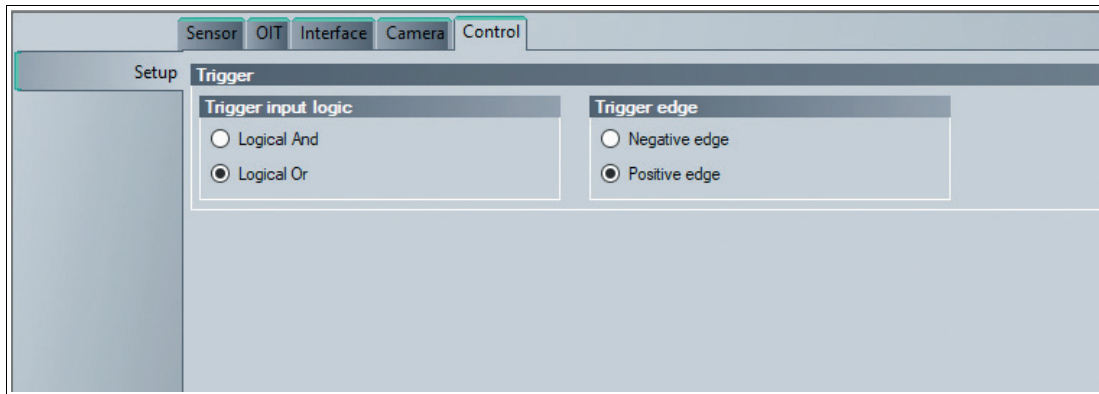 Sensor OIT Interface Camera Control
Setup
Trigger
Trigger input logic
Logical And
Logical Or
Trigger edge
Negative edge
Positive edge